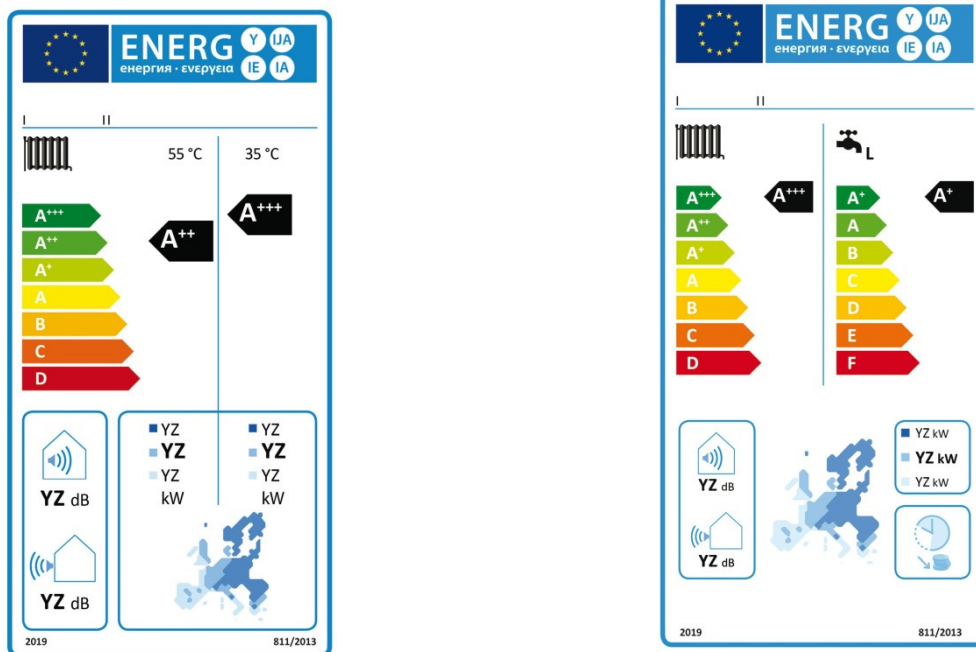 ENERG Y IJA
енергия · ενεργεια IE IA
I II
55 °C 35 °C
A+++
A++
A+
A
B
C
D
A++
A+++
YZ dB
YZ dB
YZ YZ
YZ YZ
YZ YZ
kW kW
2019 811/2013
ENERG Y IJA
енергия · ενεργεια IE IA
I II
L
A+++
A++
A+
A
B
C
D
A+++
A+
A
B
C
D
E
F
A+
YZ dB
YZ dB
YZ kW
YZ kW
YZ kW
2019 811/2013